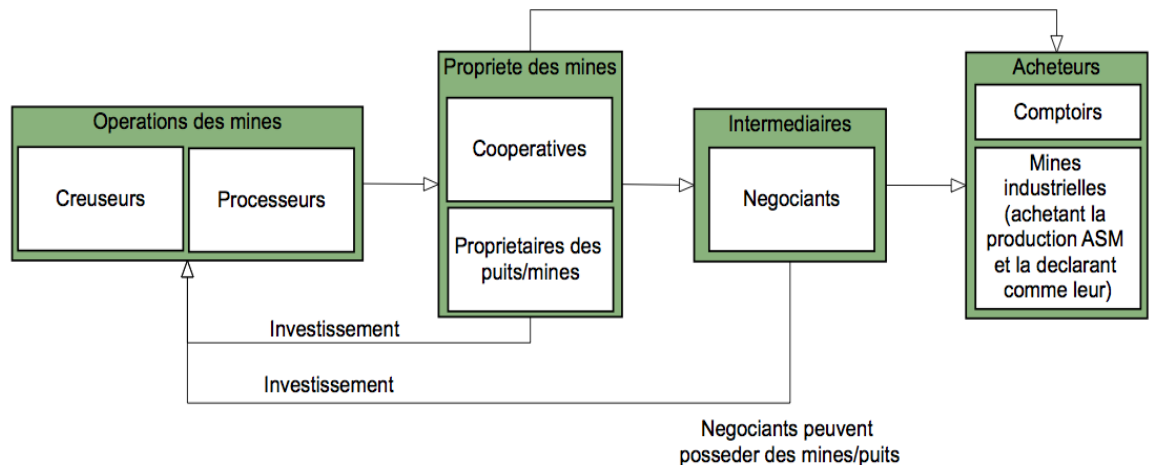 Operations des mines
Creuseurs
Processeurs
Propriete des mines
Cooperatives
Proprietaires des
puits/mines
Intermediaires
Negociants
Acheteurs
Comptoirs
Mines
industrielles
(achetant la
production ASM
et la declarant
comme leur)
Investissement
Investissement
Negociants peuvent
posseder des mines/puits